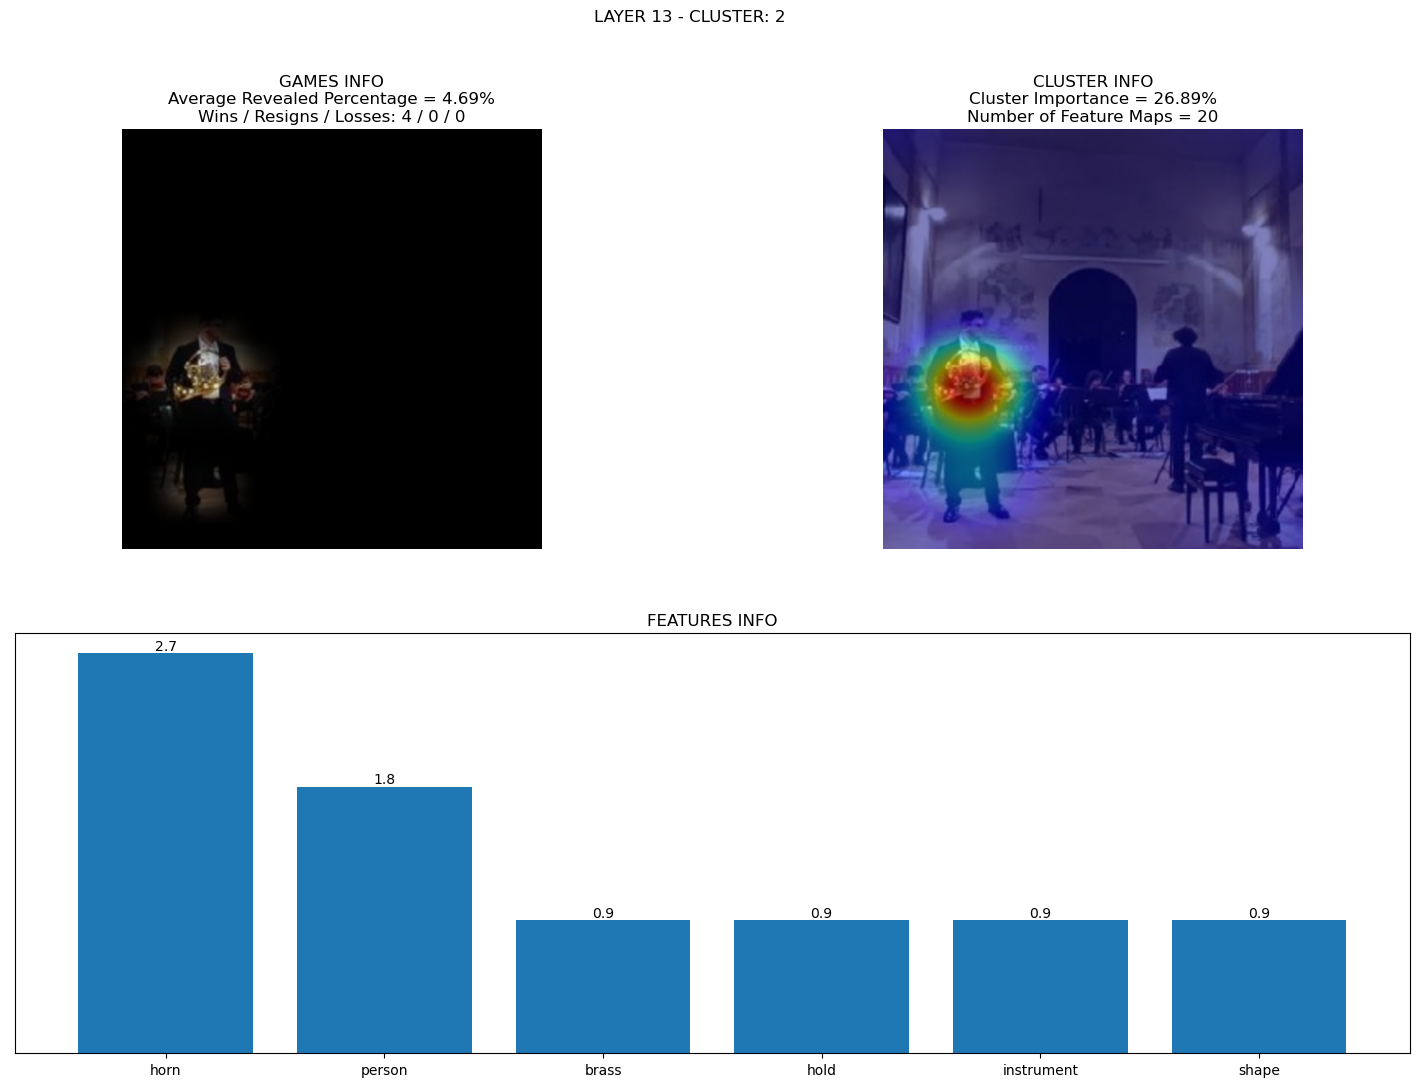 LAYER 13 - CLUSTER: 2
GAMES INFO
Average Revealed Percentage = 4.69%
Wins / Resigns / Losses: 4 / 0 / 0
CLUSTER INFO
Cluster Importance = 26.89%
Number of Feature Maps = 20
FEATURES INFO
2.7
1.8
0.9
0.9
0.9
0.9
horn
person
brass
hold
instrument
shape